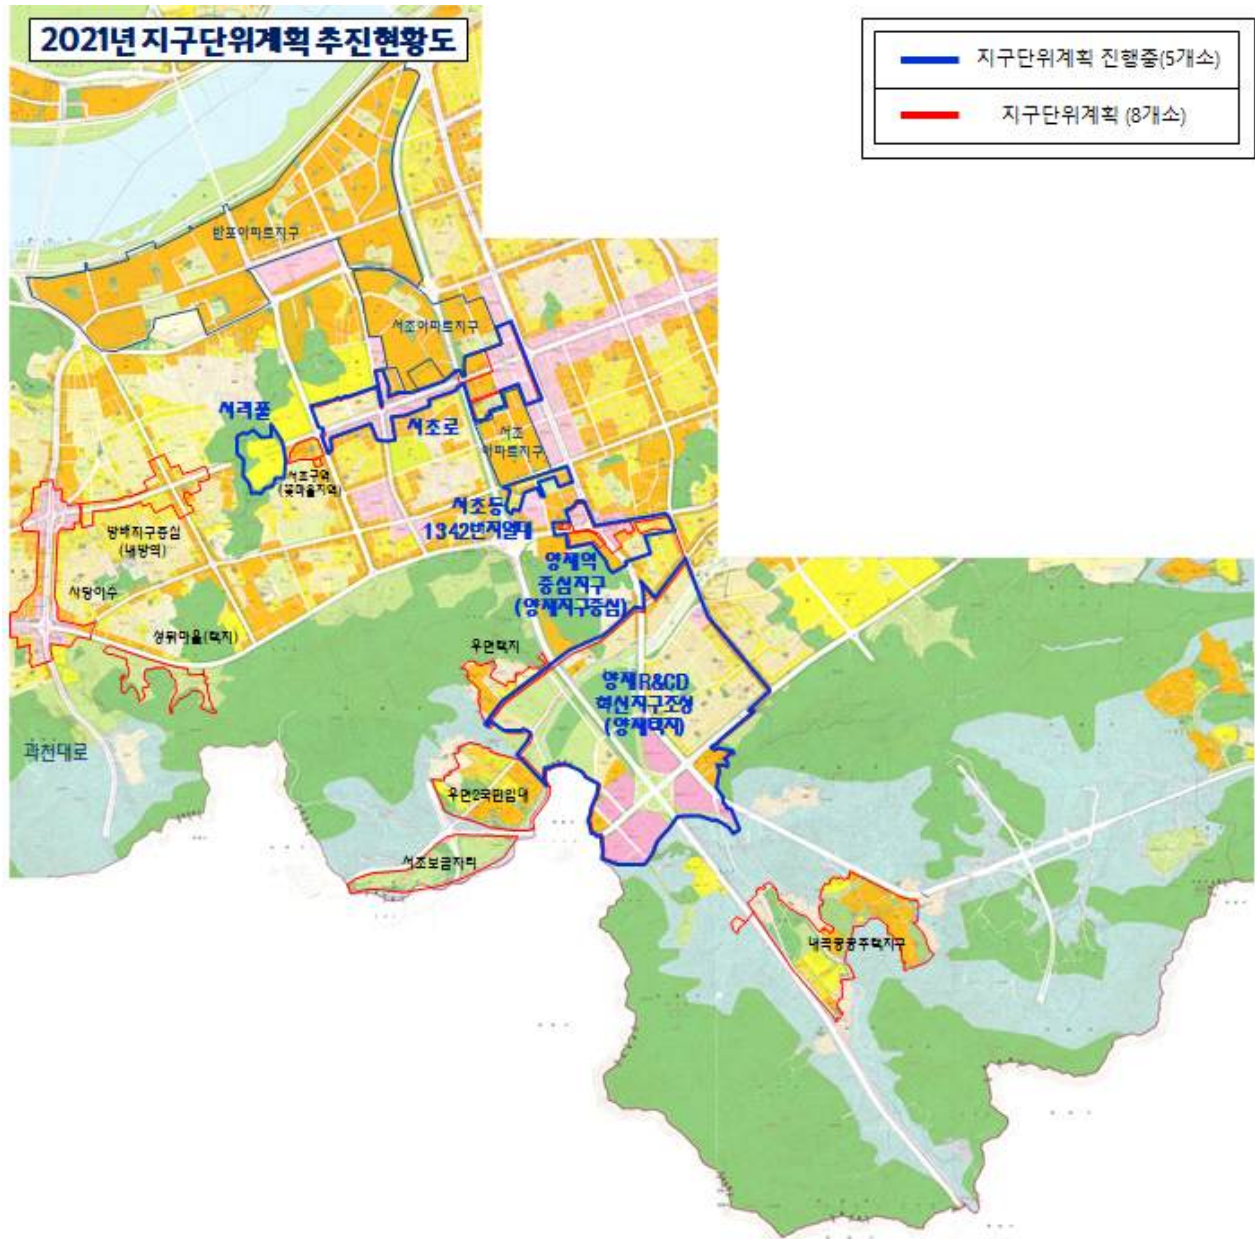 2021년 지구단위계획 추진현황도
지구단위계획 진행중(5개소)
지구단위계획 (8개소)
반포아파트지구
서초아파트지구
서리풀
서초로
서초
아파트지구
서초구역
(꽃마을지역)
서초동
1342번지일대
방배지구중심
(내방역)
양재역
중심지구
(양재지구중심)
사당이수
성뒤마을(택지)
우면택지
양재R&CD
혁신지구조성
(양재택지)
과천대로
우면2국민임대
서초보금자리
내곡공공주택지구